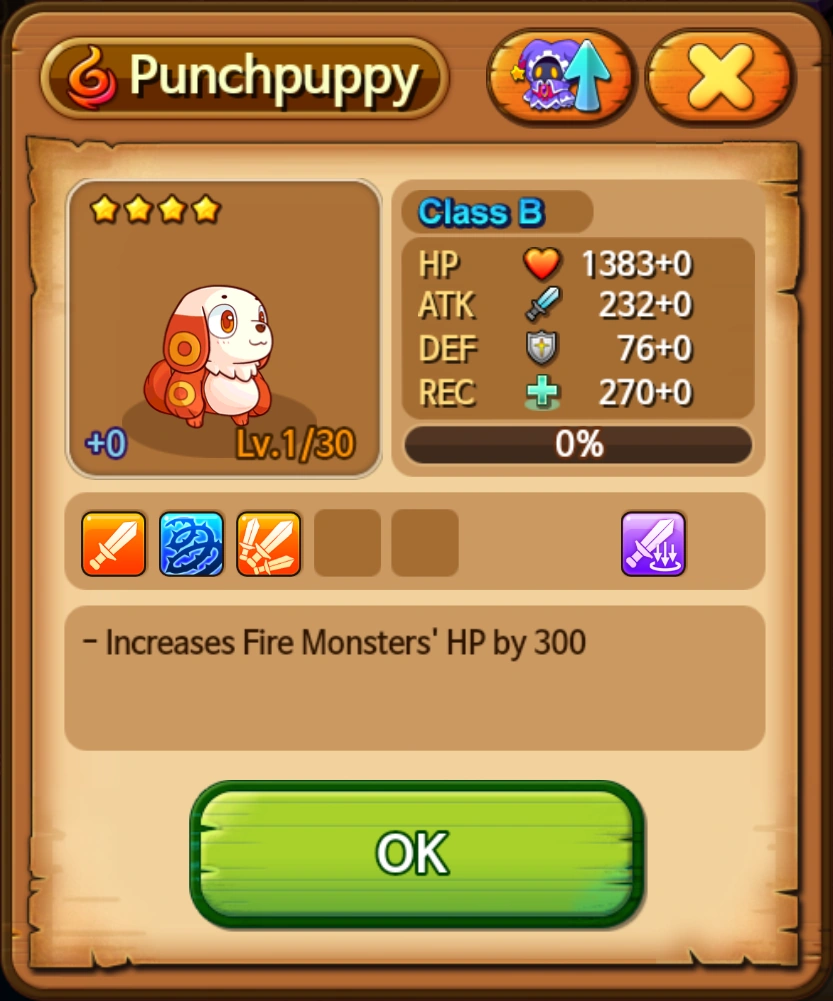 Punchpuppy
+0
Lv.1/30
Class B
HP 1383+0
ATK 232+0
DEF 76+0
REC 270+0
0%
- Increases Fire Monsters' HP by 300
OK